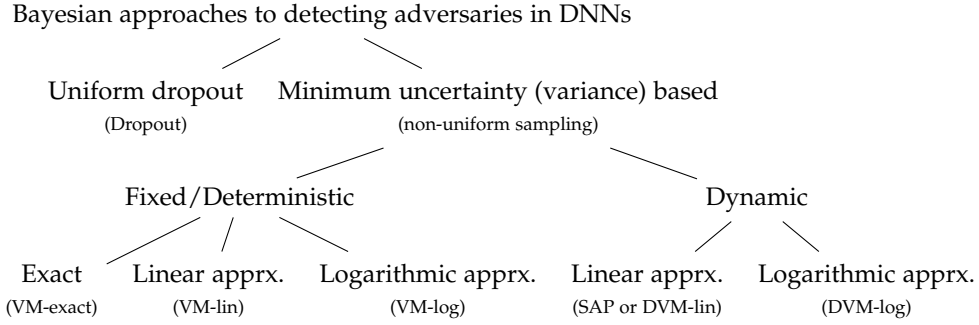 Bayesian approaches to detecting adversaries in DNNs
Uniform dropout Minimum uncertainty (variance) based
(Dropout) (non-uniform sampling)
Fixed/Deterministic Dynamic
Exact Linear apprx. Logarithmic apprx. Linear apprx. Logarithmic apprx.
(VM-exact) (VM-lin) (VM-log) (SAP or DVM-lin) (DVM-log)